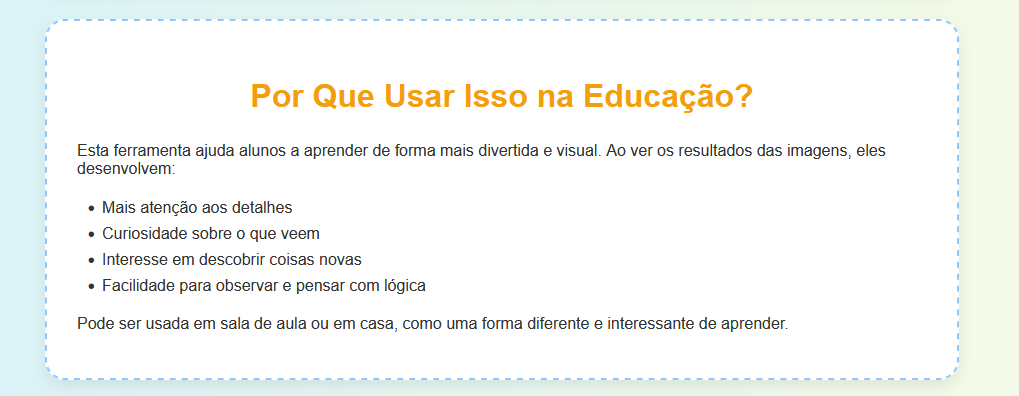 Por Que Usar Isso na Educação?
Esta ferramenta ajuda alunos a aprender de forma mais divertida e visual. Ao ver os resultados das imagens, eles
desenvolvem:
• Mais atenção aos detalhes
• Curiosidade sobre o que veem
• Interesse em descobrir coisas novas
• Facilidade para observar e pensar com lógica
Pode ser usada em sala de aula ou em casa, como uma forma diferente e interessante de aprender.